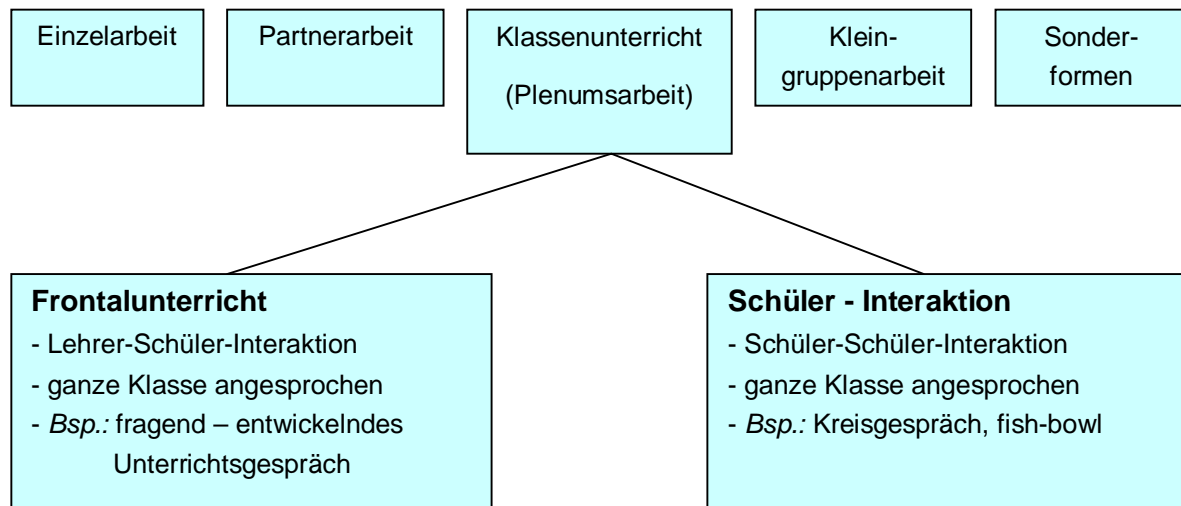 Einzelarbeit
Partnerarbeit
Klassenunterricht
(Plenumsarbeit)
Klein-
gruppenarbeit
Sonder-
formen
Frontalunterricht
- Lehrer-Schüler-Interaktion
- ganze Klasse angesprochen
- Bsp.: fragend – entwickelndes
Unterrichtsgespräch
Schüler - Interaktion
- Schüler-Schüler-Interaktion
- ganze Klasse angesprochen
- Bsp.: Kreisgespräch, fish-bowl